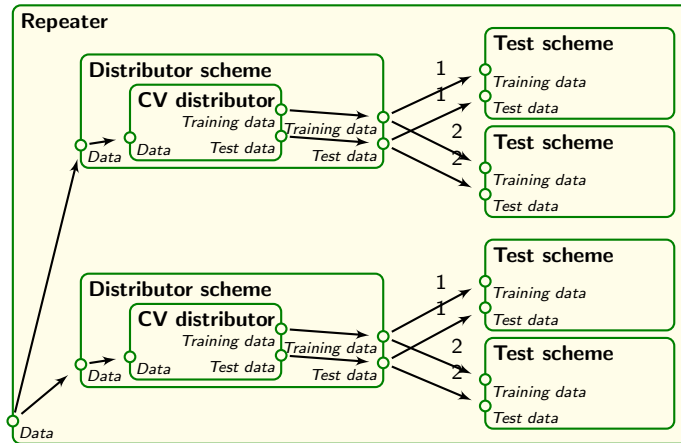 Repeater
Distributor scheme
CV distributor
Training data
Test data
Data
Data
Training data
Test data
1
1
2
2
Test scheme
Training data
Test data
Test scheme
Training data
Test data
Distributor scheme
CV distributor
Training data
Test data
Data
Data
Training data
Test data
1
1
2
2
Test scheme
Training data
Test data
Test scheme
Training data
Test data
Data